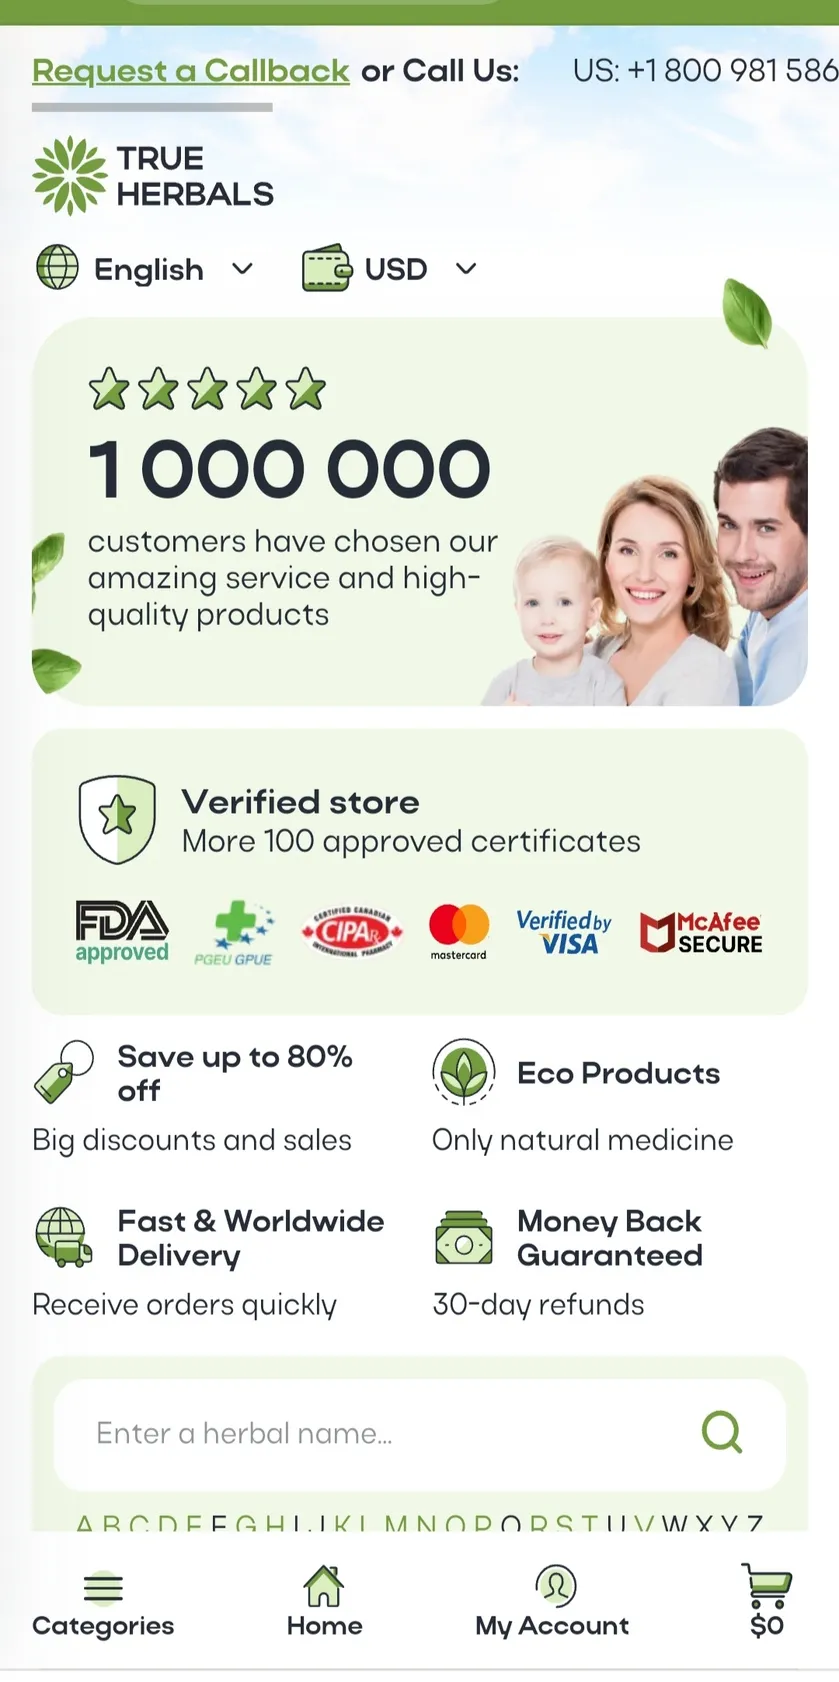 Request a Callback or Call Us: US: +1 800 981 586
TRUE
HERBALS
English USD
1 000 000
customers have chosen our
amazing service and high-
quality products
Verified store
More 100 approved certificates
FDA
approved
PGEU GPUE
CERTIFIED CANADIAN
CIPA
INTERNATIONAL PHARMACY
mastercard
Verified by
VISA
McAfee
SECURE
Save up to 80%
off
Big discounts and sales
Eco Products
Only natural medicine
Fast & Worldwide
Delivery
Receive orders quickly
Money Back
Guaranteed
30-day refunds
Enter a herbal name...
A B C D E F G H I J K L M N O P Q R S T U V W X Y Z
Categories Home My Account $0